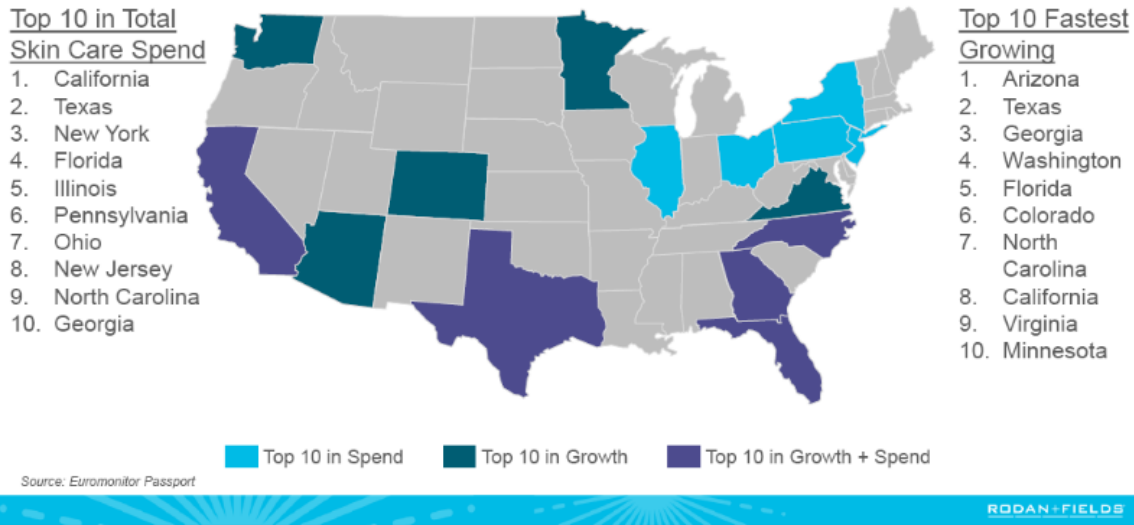 Top 10 in Total
Skin Care Spend
1. California
2. Texas
3. New York
4. Florida
5. Illinois
6. Pennsylvania
7. Ohio
8. New Jersey
9. North Carolina
10. Georgia
Top 10 Fastest
Growing
1. Arizona
2. Texas
3. Georgia
4. Washington
5. Florida
6. Colorado
7. North
Carolina
8. California
9. Virginia
10. Minnesota
Top 10 in Spend
Top 10 in Growth
Top 10 in Growth + Spend
Source: Euromonitor Passport
RODAN+FIELDS